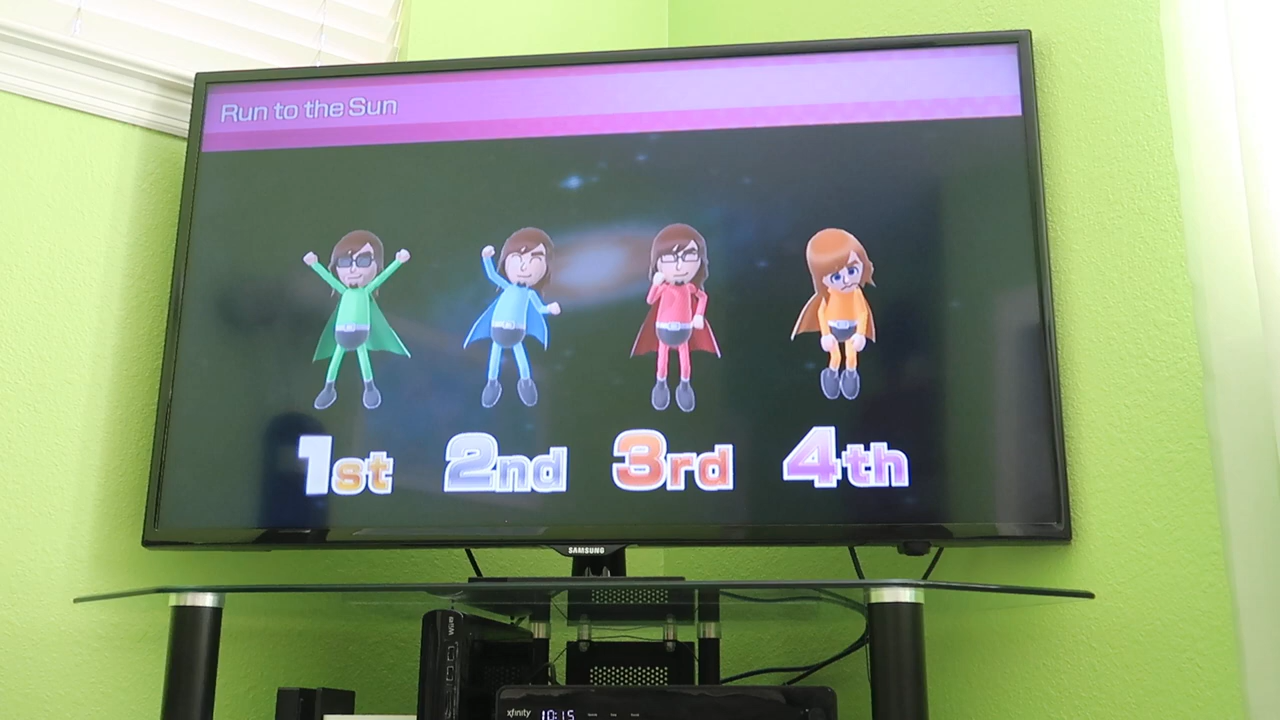 Run to the Sun
1st 2nd 3rd 4th
SAMSUNG
Wii
xfinity 10:15